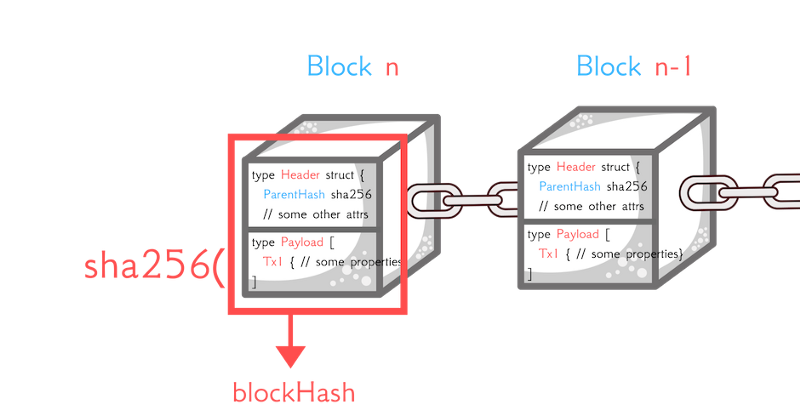 Block n
Block n-1
type Header struct {
ParentHash sha256
// some other attrs
type Payload [
Tx1 { // some properties
]
type Header struct {
ParentHash sha256
// some other attrs
type Payload [
Tx1 { // some properties}
]
sha256(
blockHash